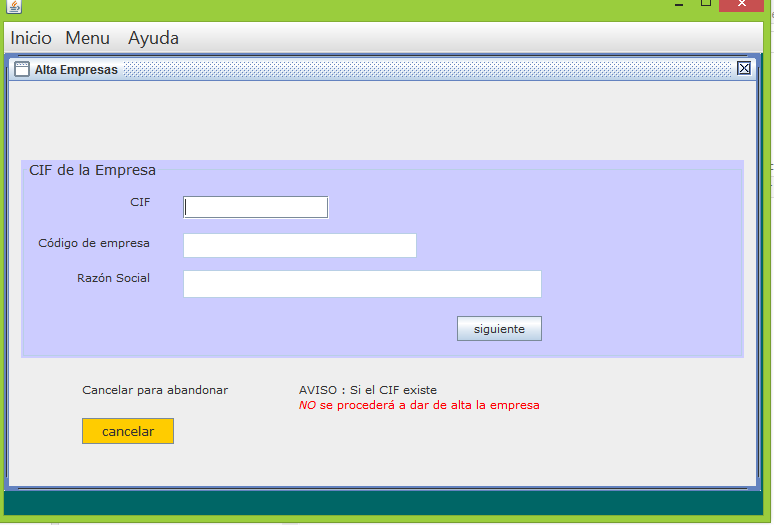 Inicio Menu Ayuda
Alta Empresas
CIF de la Empresa
CIF
Código de empresa
Razón Social
siguiente
Cancelar para abandonar
AVISO : Si el CIF existe
NO se procederá a dar de alta la empresa
cancelar